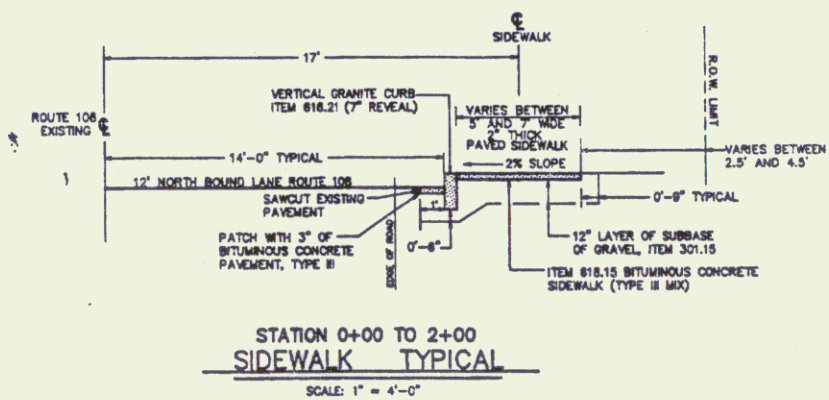 ℄
SIDEWALK
17'
R.O.W. LIMIT
VERTICAL GRANITE CURB
ITEM 618.21 (7" REVEAL)
VARIES BETWEEN
5' AND 7' WIDE
2" THICK
PAVED SIDEWALK
ROUTE 106
EXISTING ℄
14'-0" TYPICAL
2% SLOPE
VARIES BETWEEN
2.5' AND 4.5'
12' NORTH BOUND LANE ROUTE 106
SAWCUT EXISTING
PAVEMENT
1'
0'-9" TYPICAL
PATCH WITH 3" OF
BITUMINOUS CONCRETE
PAVEMENT, TYPE III
EDGE OF ROAD
0'-6"
12" LAYER OF SUBBASE
OF GRAVEL, ITEM 301.15
ITEM 618.15 BITUMINOUS CONCRETE
SIDEWALK (TYPE III MIX)
STATION 0+00 TO 2+00
SIDEWALK TYPICAL
SCALE: 1" = 4'-0"